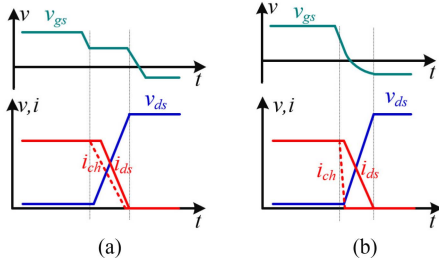 v
v_gs
t
v,i
v_ds
i_ch
i_ds
t
(a)
v
v_gs
t
v,i
v_ds
i_ch
i_ds
t
(b)